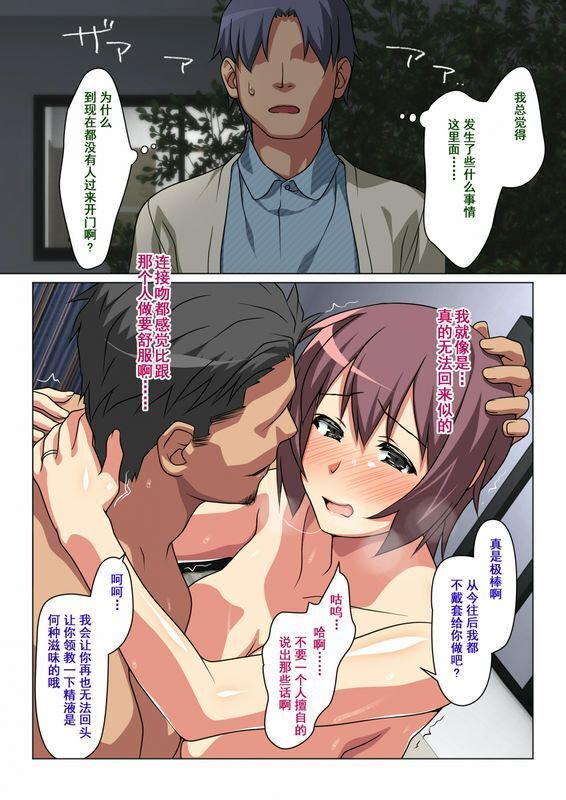 ザァァァ
我总觉得
发生了些什么事情
这里面……
为什么
到现在都没有人过来开门啊？
我就像是…
真的无法回来似的
连接吻都感觉比跟
那个人做要舒服啊……
真是极棒啊
从今往后我都
不戴套给你做吧？
咕呜…
哈啊……
不要一个人擅自的
说出那些话啊
呵呵…
我会让你再也无法回头
让你领教一下精液是
何种滋味的哦